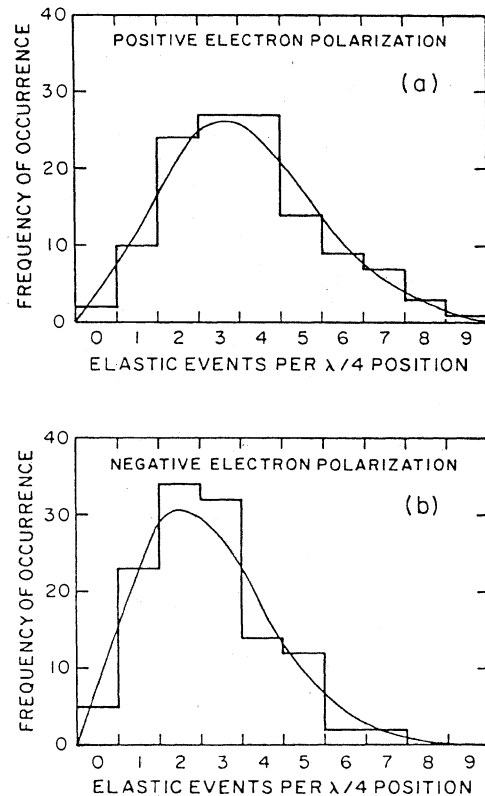 40
POSITIVE ELECTRON POLARIZATION
(a)
30
20
10
0
FREQUENCY OF OCCURRENCE
0 1 2 3 4 5 6 7 8 9
ELASTIC EVENTS PER λ/4 POSITION
40
NEGATIVE ELECTRON POLARIZATION
(b)
30
20
10
0
FREQUENCY OF OCCURRENCE
0 1 2 3 4 5 6 7 8 9
ELASTIC EVENTS PER λ/4 POSITION